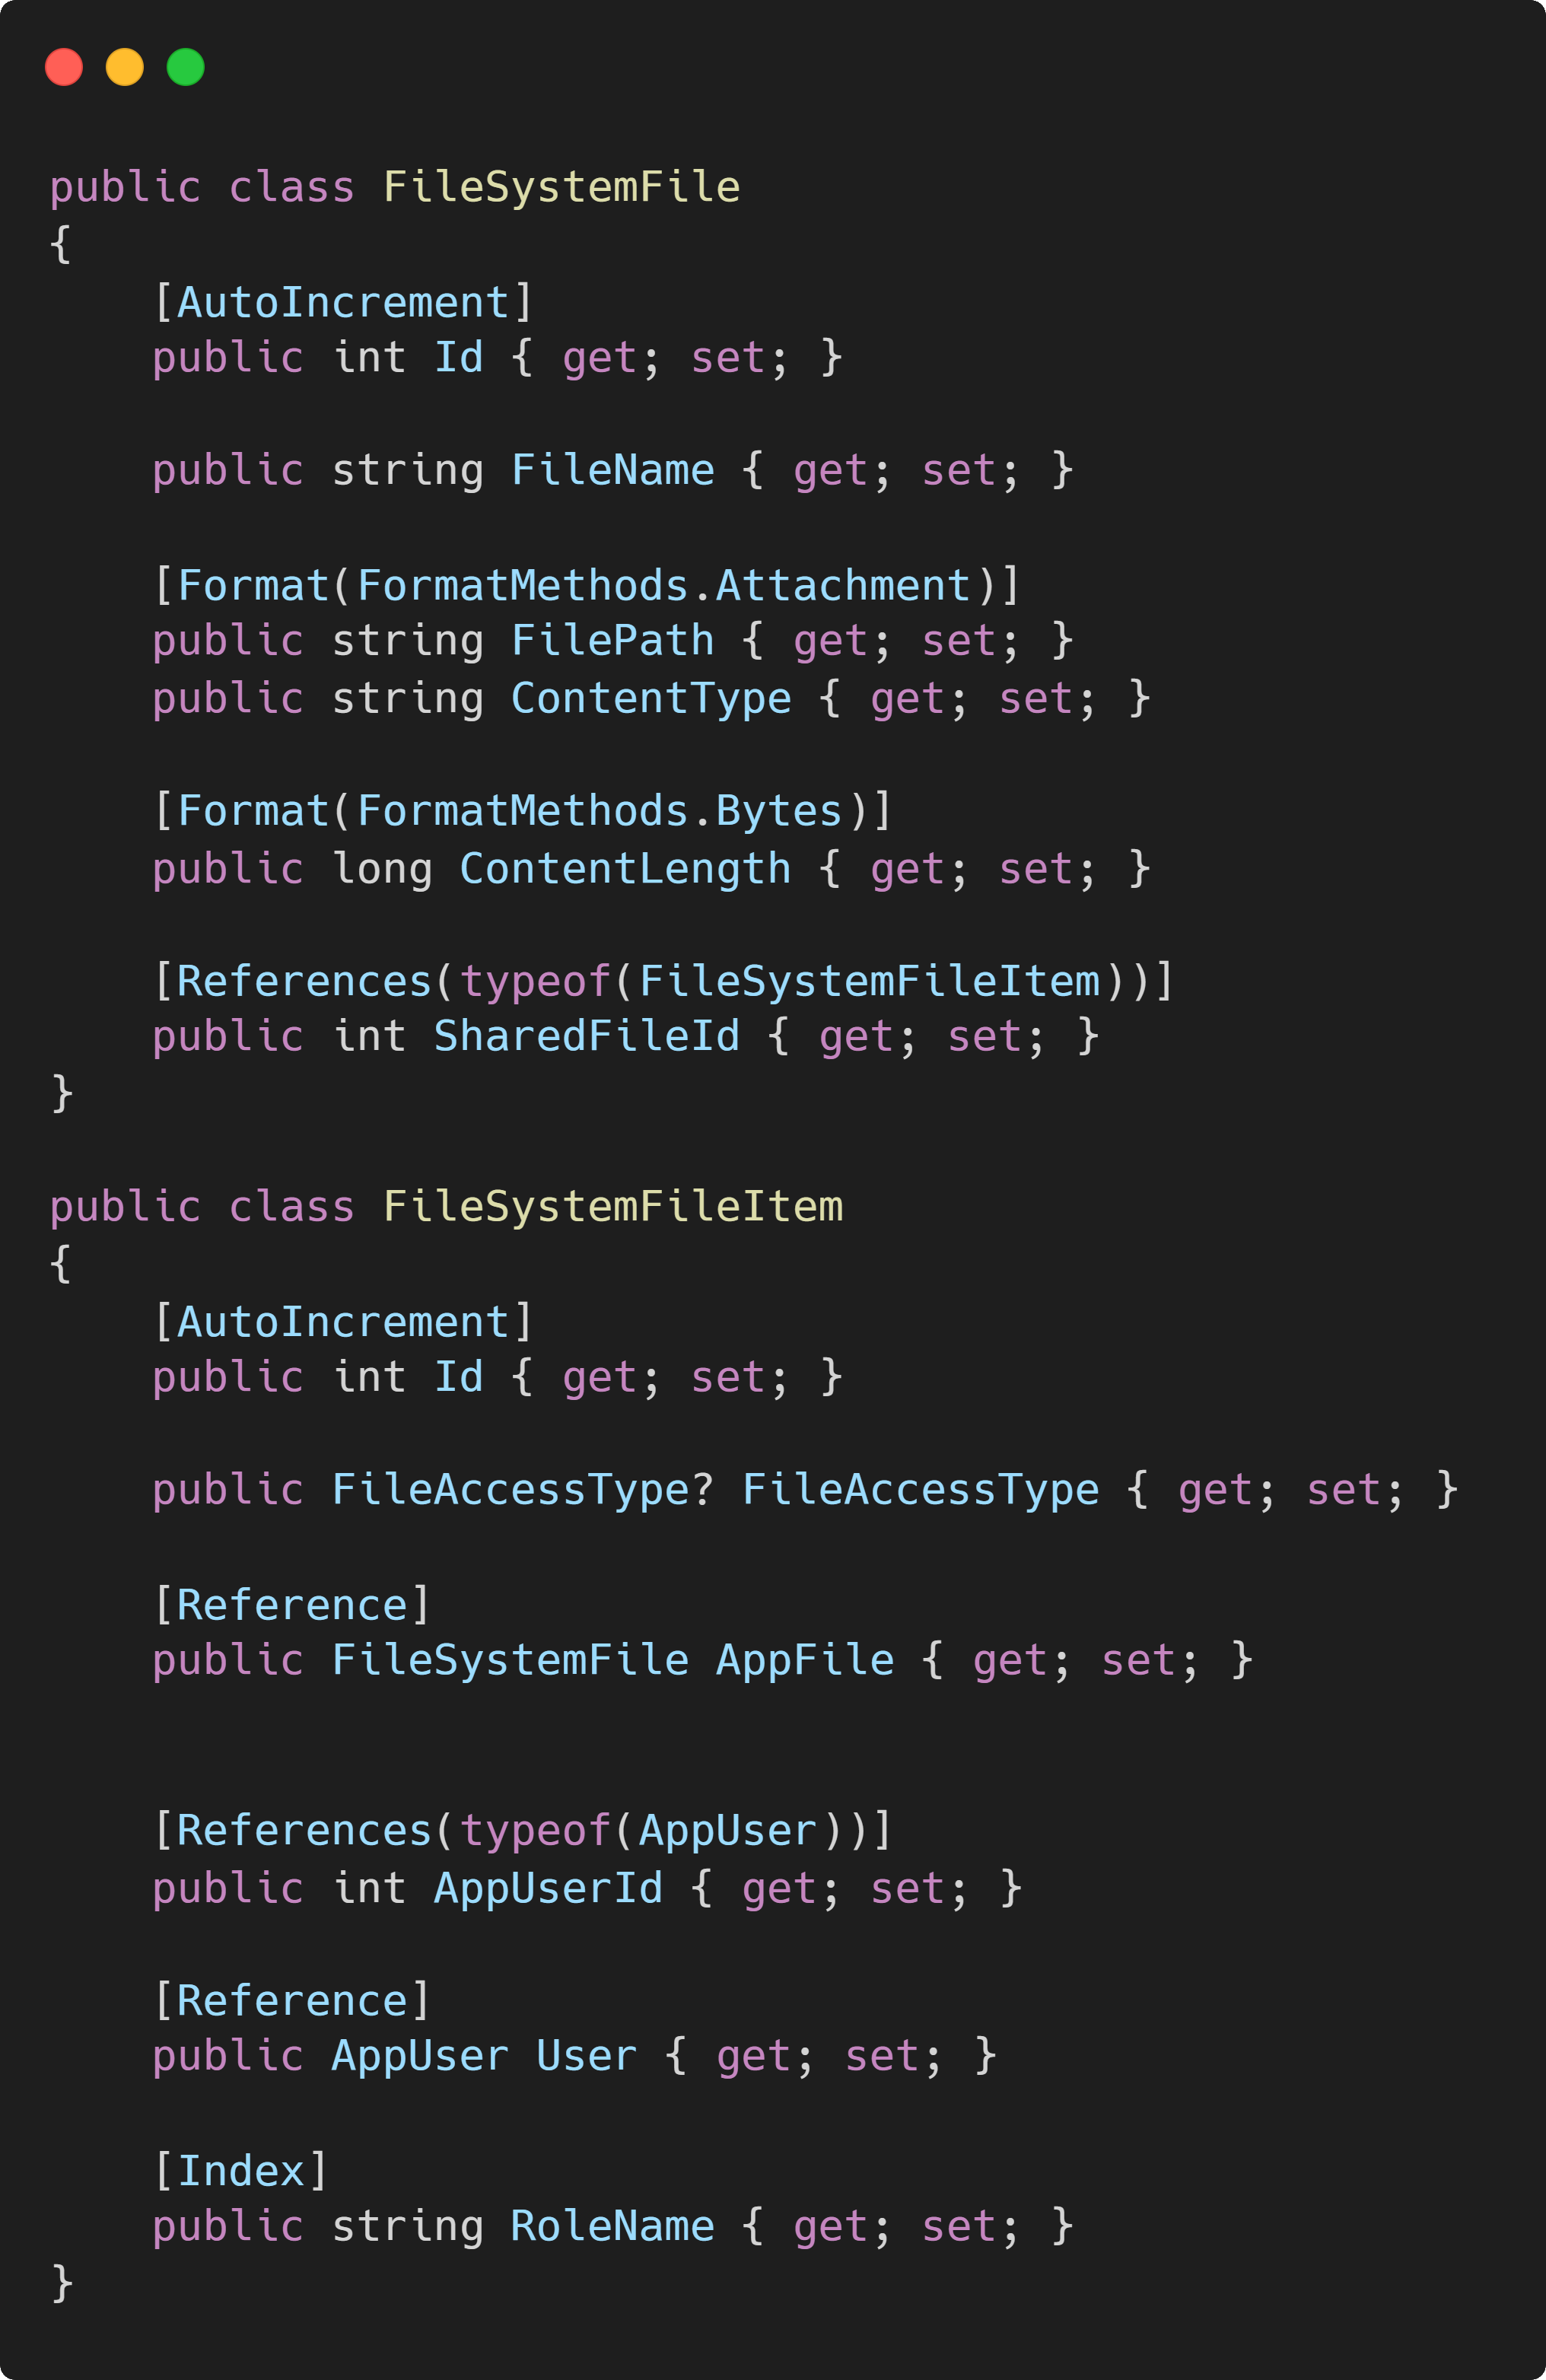 public class FileSystemFile
{
    [AutoIncrement]
    public int Id { get; set; }

    public string FileName { get; set; }

    [Format(FormatMethods.Attachment)]
    public string FilePath { get; set; }
    public string ContentType { get; set; }

    [Format(FormatMethods.Bytes)]
    public long ContentLength { get; set; }

    [References(typeof(FileSystemFileItem))]
    public int SharedFileId { get; set; }
}

public class FileSystemFileItem
{
    [AutoIncrement]
    public int Id { get; set; }

    public FileAccessType? FileAccessType { get; set; }

    [Reference]
    public FileSystemFile AppFile { get; set; }


    [References(typeof(AppUser))]
    public int AppUserId { get; set; }

    [Reference]
    public AppUser User { get; set; }

    [Index]
    public string RoleName { get; set; }
}